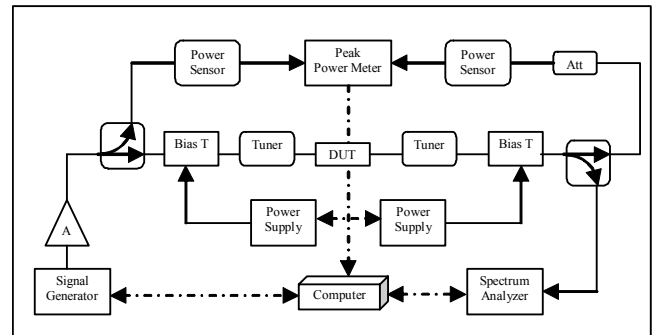 Power
Sensor
Peak
Power Meter
Power
Sensor
Att
Bias T
Tuner
DUT
Tuner
Bias T
Power
Supply
Power
Supply
A
Signal
Generator
Computer
Spectrum
Analyzer